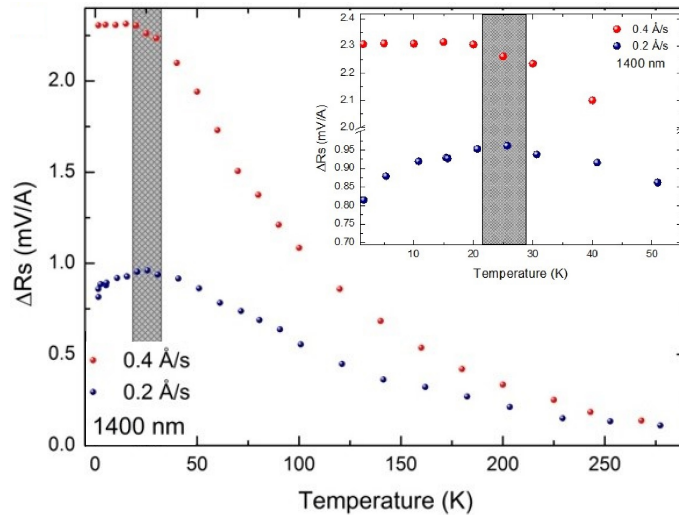 2.0
1.5
1.0
0.5
0.0
ΔRs (mV/A)
0
50
100
150
200
250
Temperature (K)
0.4 Å/s
0.2 Å/s
1400 nm
2.4
2.3
2.2
2.1
2.0
0.95
0.90
0.85
0.80
0.75
0.70
ΔRs (mV/A)
0
10
20
30
40
50
Temperature (K)
0.4 Å/s
0.2 Å/s
1400 nm